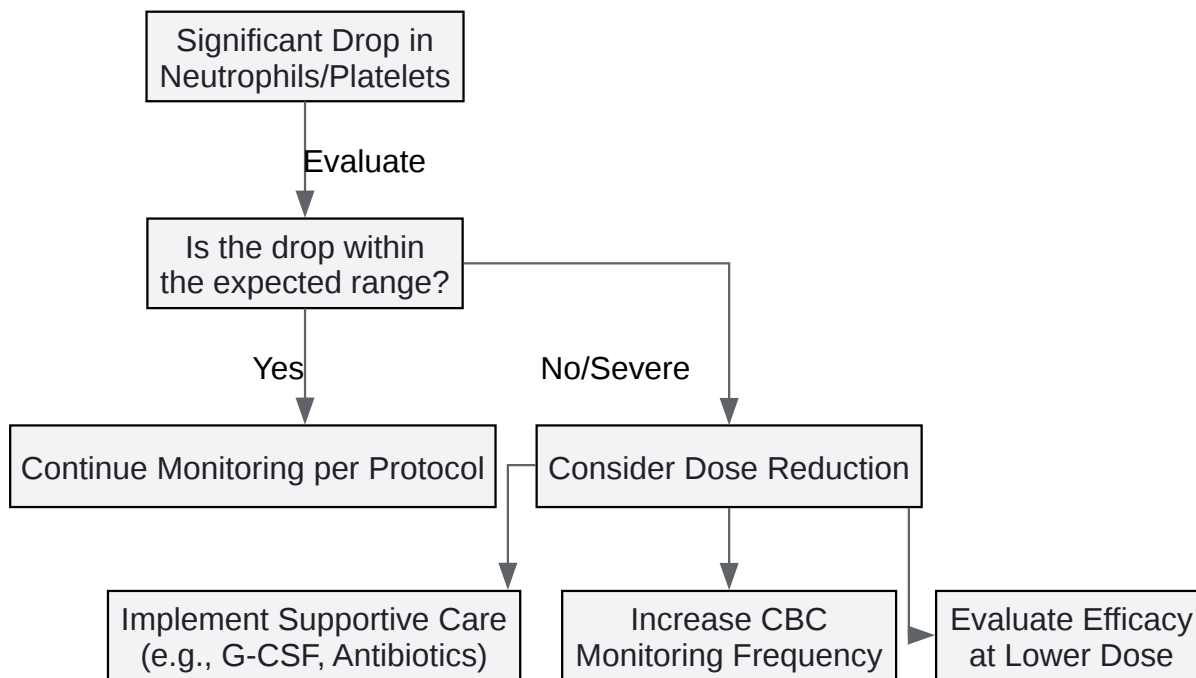 Significant Drop in
Neutrophils/Platelets
Evaluate
Is the drop within
the expected range?
Yes
No/Severe
Continue Monitoring per Protocol
Consider Dose Reduction
Implement Supportive Care
(e.g., G-CSF, Antibiotics)
Increase CBC
Monitoring Frequency
Evaluate Efficacy
at Lower Dose